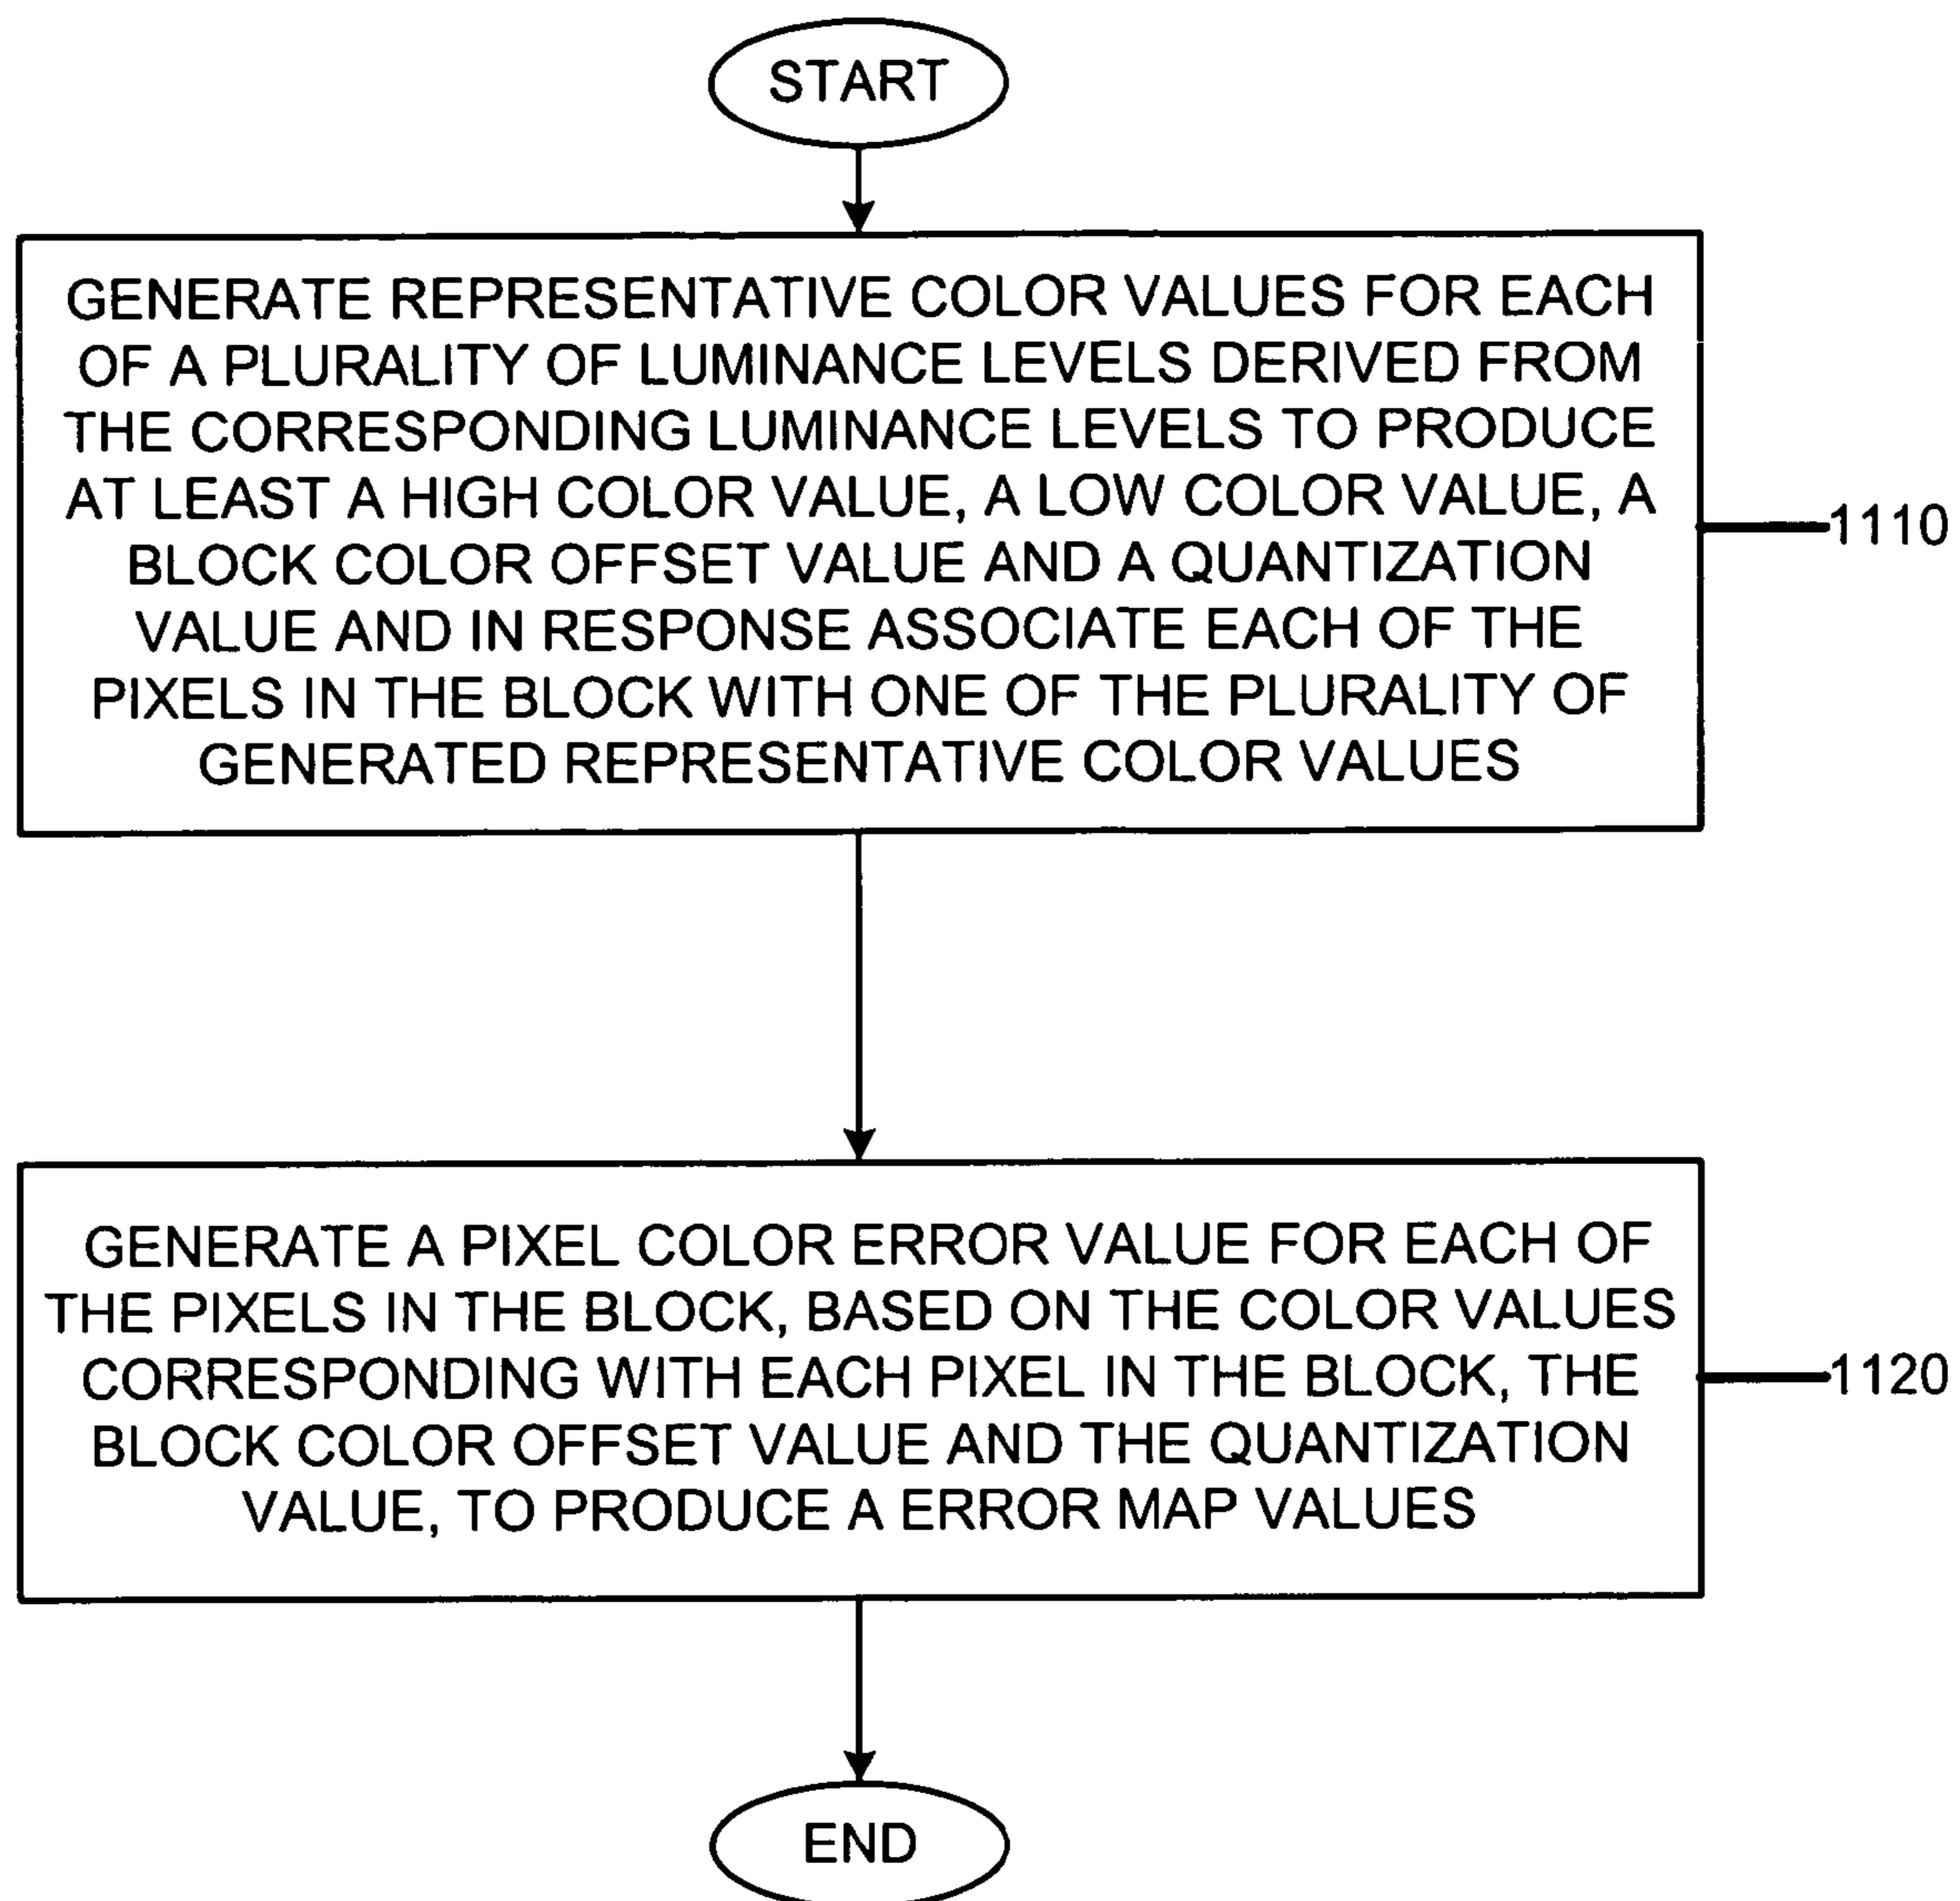 START
GENERATE REPRESENTATIVE COLOR VALUES FOR EACH
OF A PLURALITY OF LUMINANCE LEVELS DERIVED FROM
THE CORRESPONDING LUMINANCE LEVELS TO PRODUCE
AT LEAST A HIGH COLOR VALUE, A LOW COLOR VALUE, A
BLOCK COLOR OFFSET VALUE AND A QUANTIZATION
VALUE AND IN RESPONSE ASSOCIATE EACH OF THE
PIXELS IN THE BLOCK WITH ONE OF THE PLURALITY OF
GENERATED REPRESENTATIVE COLOR VALUES
1110
GENERATE A PIXEL COLOR ERROR VALUE FOR EACH OF
THE PIXELS IN THE BLOCK, BASED ON THE COLOR VALUES
CORRESPONDING WITH EACH PIXEL IN THE BLOCK, THE
BLOCK COLOR OFFSET VALUE AND THE QUANTIZATION
VALUE, TO PRODUCE A ERROR MAP VALUES
1120
END